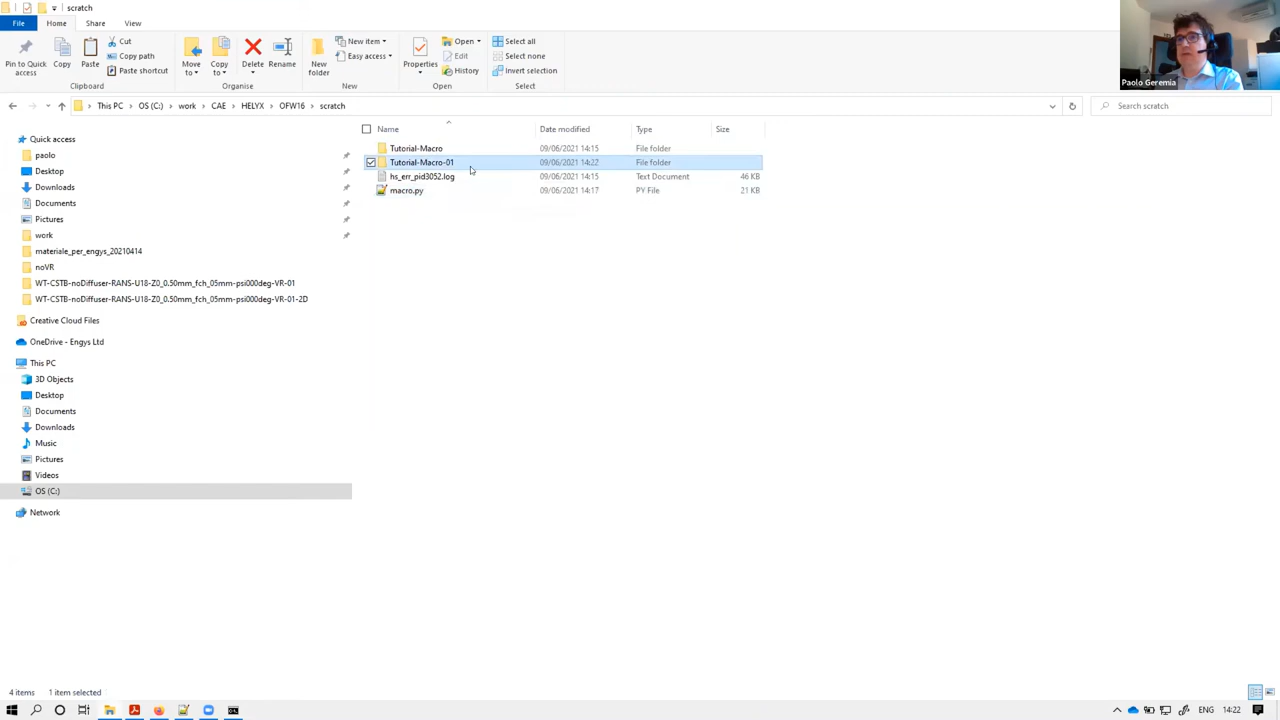 scratch
File Home Share View
Pin to Quick access
Copy
Paste
Cut
Copy path
Paste shortcut
Clipboard
Move to
Copy to
Delete
Rename
Organise
New folder
New item
Easy access
New
Properties
Open
Edit
History
Open
Select all
Select none
Invert selection
Select
Paolo Geremia
This PC OS (C:) work CAE HELYX OFW16 scratch
Search scratch
Name Date modified Type Size
Tutorial-Macro 09/06/2021 14:15 File folder
Tutorial-Macro-01 09/06/2021 14:22 File folder
hs_err_pid3052.log 09/06/2021 14:15 Text Document 46 KB
macro.py 09/06/2021 14:17 PY File 21 KB
Quick access
paolo
Desktop
Downloads
Documents
Pictures
work
materiale_per_engys_20210414
noVR
WT-CSTB-noDiffuser-RANS-U18-Z0_0.50mm_fch_05mm-psi000deg-VR-01
WT-CSTB-noDiffuser-RANS-U18-Z0_0.50mm_fch_05mm-psi000deg-VR-01-2D
Creative Cloud Files
OneDrive - Engys Ltd
This PC
3D Objects
Desktop
Documents
Downloads
Music
Pictures
Videos
OS (C:)
Network
4 items 1 item selected
ENG 14:22